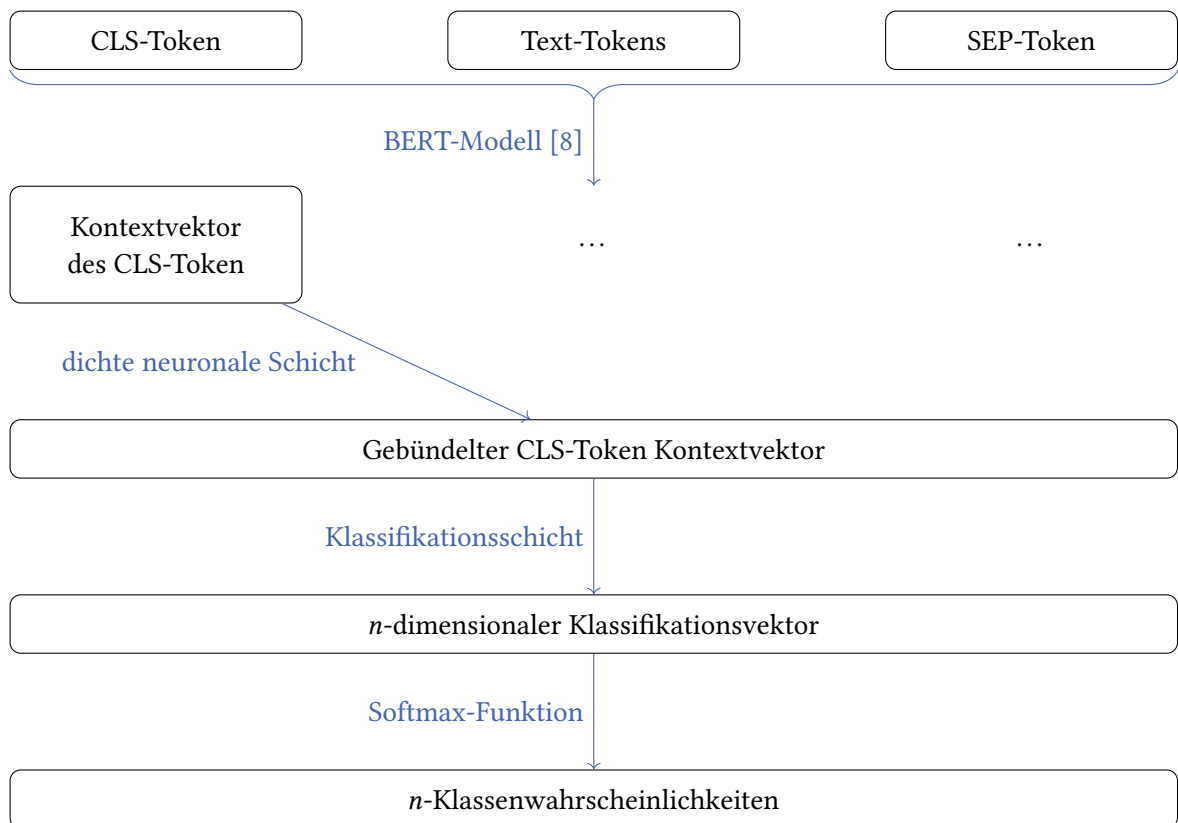 CLS-Token
Text-Tokens
SEP-Token
BERT-Modell [8]
Kontextvektor
des CLS-Token
…
…
dichte neuronale Schicht
Gebündelter CLS-Token Kontextvektor
Klassifikationsschicht
n-dimensionaler Klassifikationsvektor
Softmax-Funktion
n-Klassenwahrscheinlichkeiten